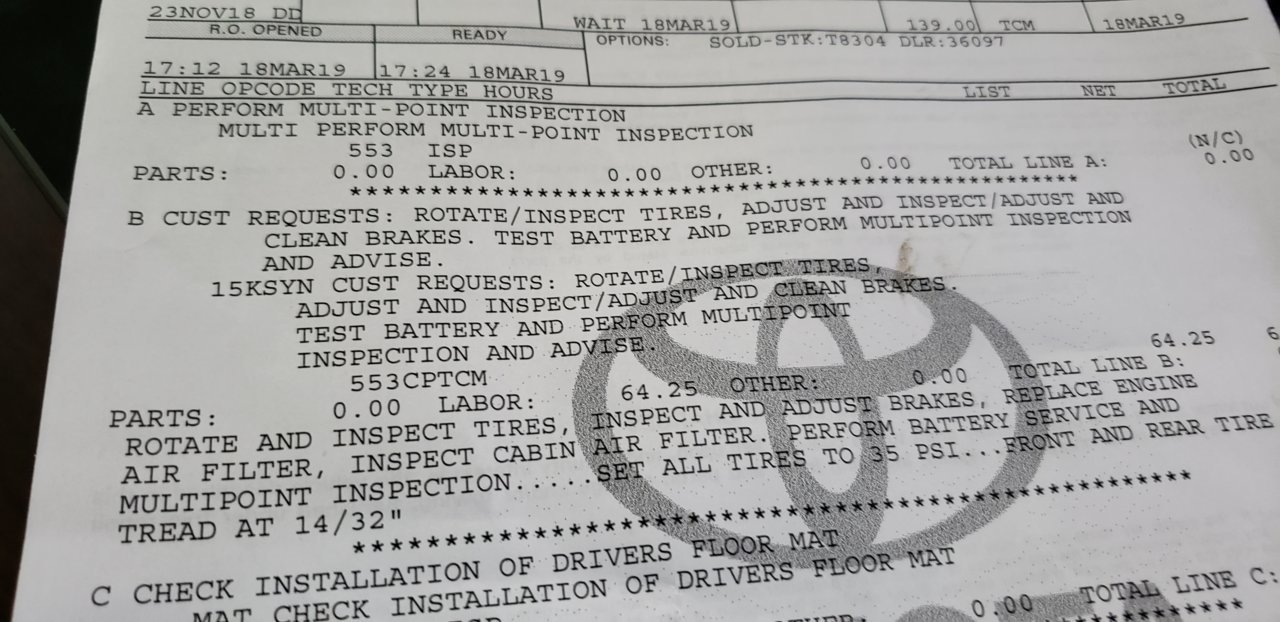 23NOV18 DD
WAIT 18MAR19 139.00 TCM 18MAR19
R.O. OPENED READY OPTIONS: SOLD-STK:T8304 DLR:36097
17:12 18MAR19 17:24 18MAR19
LINE OPCODE TECH TYPE HOURS LIST NET TOTAL
A PERFORM MULTI-POINT INSPECTION
MULTI PERFORM MULTI-POINT INSPECTION
553 ISP (N/C)
PARTS: 0.00 LABOR: 0.00 OTHER: 0.00 TOTAL LINE A: 0.00
****************************************************
B CUST REQUESTS: ROTATE/INSPECT TIRES, ADJUST AND INSPECT/ADJUST AND
CLEAN BRAKES. TEST BATTERY AND PERFORM MULTIPOINT INSPECTION
AND ADVISE.
15KSYN CUST REQUESTS: ROTATE/INSPECT TIRES,
ADJUST AND INSPECT/ADJUST AND CLEAN BRAKES.
TEST BATTERY AND PERFORM MULTIPOINT
INSPECTION AND ADVISE.
553CPTCM 64.25
PARTS: 0.00 LABOR: 64.25 OTHER: 0.00 TOTAL LINE B:
ROTATE AND INSPECT TIRES, INSPECT AND ADJUST BRAKES, REPLACE ENGINE
AIR FILTER, INSPECT CABIN AIR FILTER. PERFORM BATTERY SERVICE AND
MULTIPOINT INSPECTION.....SET ALL TIRES TO 35 PSI...FRONT AND REAR TIRE
TREAD AT 14/32"
****************************************************
C CHECK INSTALLATION OF DRIVERS FLOOR MAT
MAT CHECK INSTALLATION OF DRIVERS FLOOR MAT
0.00 TOTAL LINE C: